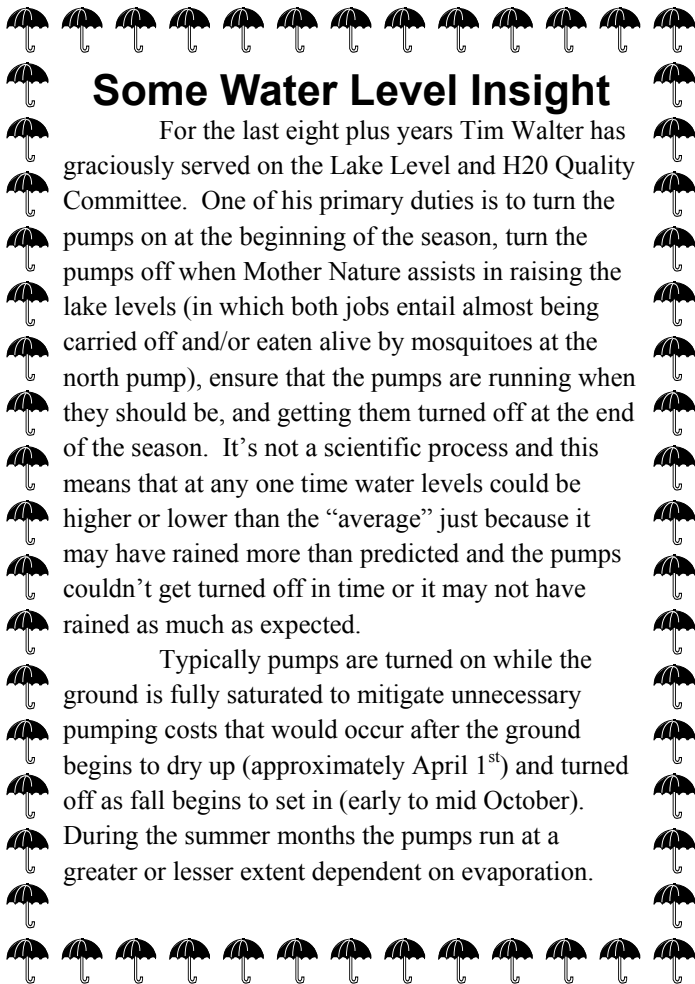 Some Water Level Insight
For the last eight plus years Tim Walter has
graciously served on the Lake Level and H20 Quality
Committee.  One of his primary duties is to turn the
pumps on at the beginning of the season, turn the
pumps off when Mother Nature assists in raising the
lake levels (in which both jobs entail almost being
carried off and/or eaten alive by mosquitoes at the
north pump), ensure that the pumps are running when
they should be, and getting them turned off at the end
of the season.  It’s not a scientific process and this
means that at any one time water levels could be
higher or lower than the “average” just because it
may have rained more than predicted and the pumps
couldn’t get turned off in time or it may not have
rained as much as expected.
Typically pumps are turned on while the
ground is fully saturated to mitigate unnecessary
pumping costs that would occur after the ground
begins to dry up (approximately April 1st) and turned
off as fall begins to set in (early to mid October).
During the summer months the pumps run at a
greater or lesser extent dependent on evaporation.